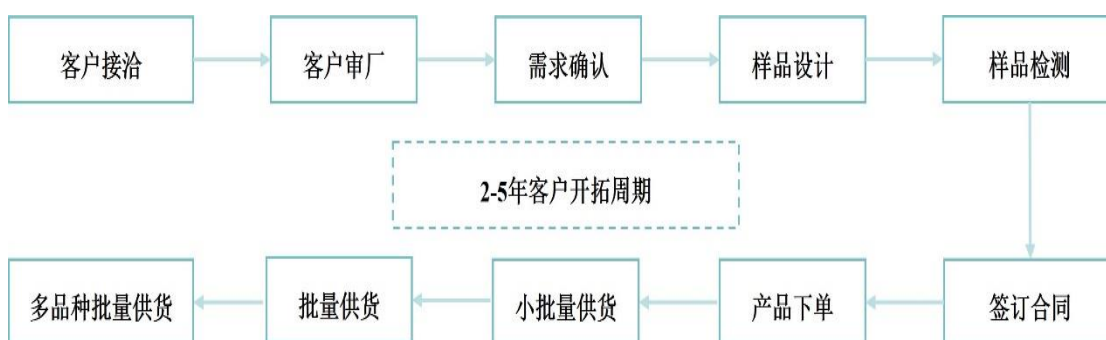 客户接洽
客户审厂
需求确认
样品设计
样品检测
2-5年客户开拓周期
签订合同
产品下单
小批量供货
批量供货
多品种批量供货